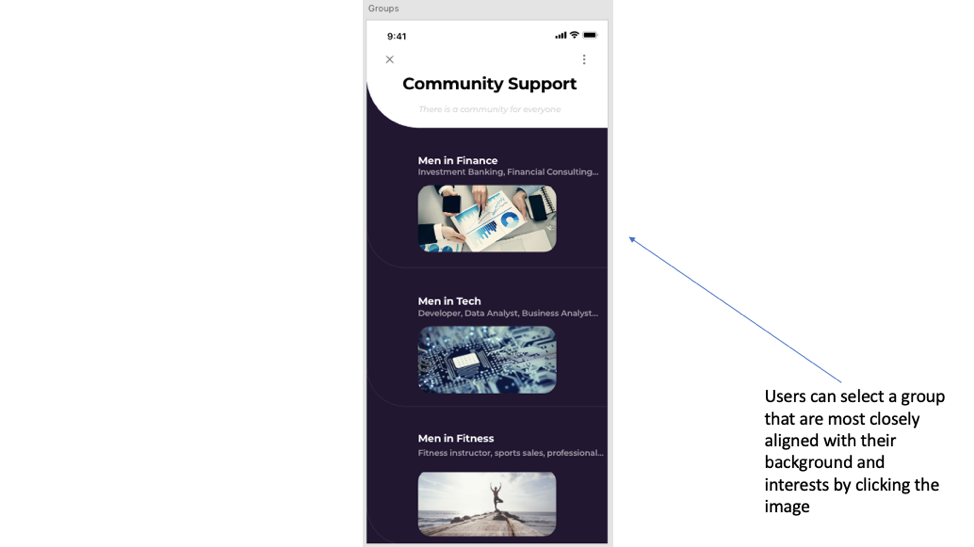 Groups
9:41
Community Support
There is a community for everyone
Men in Finance
Investment Banking, Financial Consulting...
Men in Tech
Developer, Data Analyst, Business Analyst...
Men in Fitness
Fitness instructor, sports sales, professional...
Users can select a group
that are most closely
aligned with their
background and
interests by clicking the
image